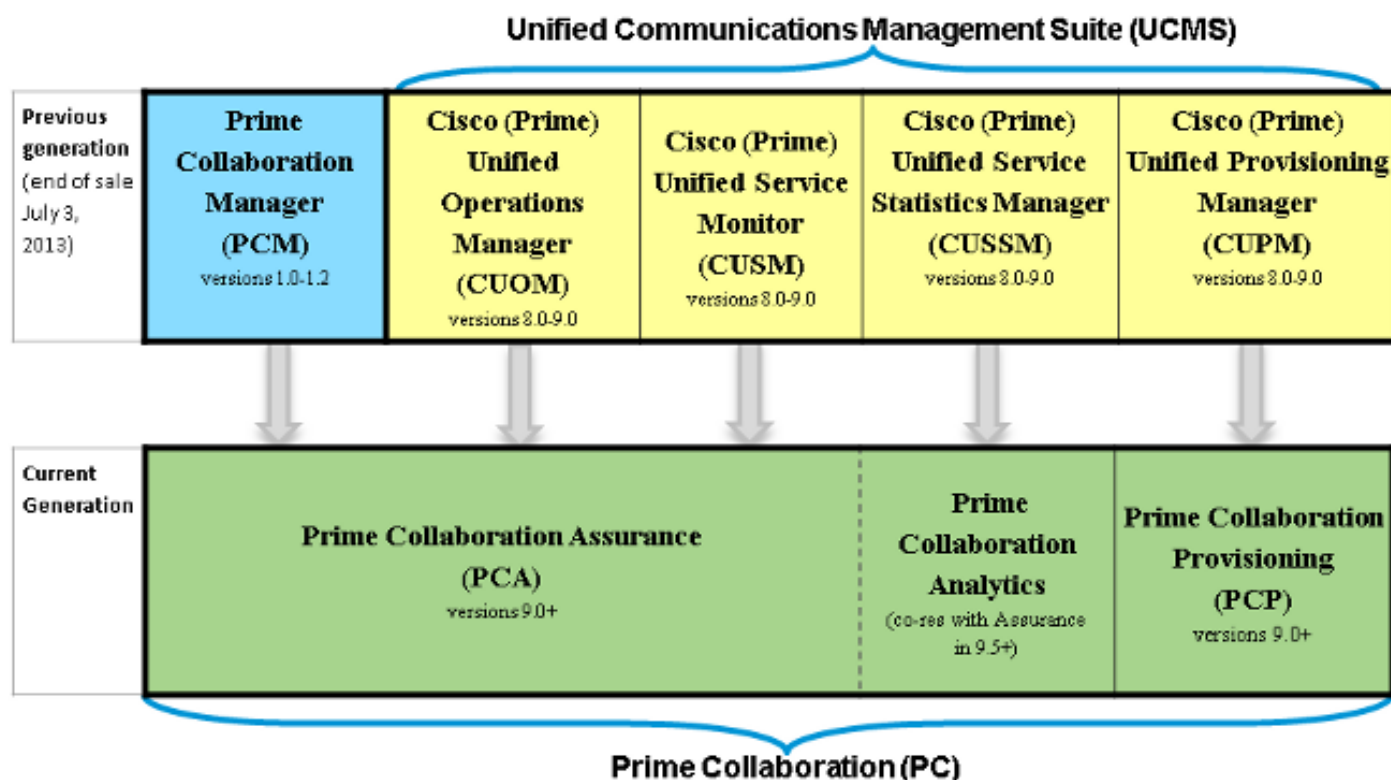 Unified Communications Management Suite (UCMS)
Previous
generation
(end of sale
July 3,
2013)
Prime
Collaboration
Manager
(PCM)
versions 1.0-1.2
Cisco (Prime)
Unified
Operations
Manager
(CUOM)
versions 8.0-9.0
Cisco (Prime)
Unified Service
Monitor
(CUSM)
versions 8.0-9.0
Cisco (Prime)
Unified Service
Statistics Manager
(CUSSM)
versions 8.0-9.0
Cisco (Prime)
Unified Provisioning
Manager
(CUPM)
versions 8.0-9.0
Current
Generation
Prime Collaboration Assurance
(PCA)
versions 9.0+
Prime
Collaboration
Analytics
(co-res with Assurance
in 9.5+)
Prime Collaboration
Provisioning
(PCP)
versions 9.0+
Prime Collaboration (PC)